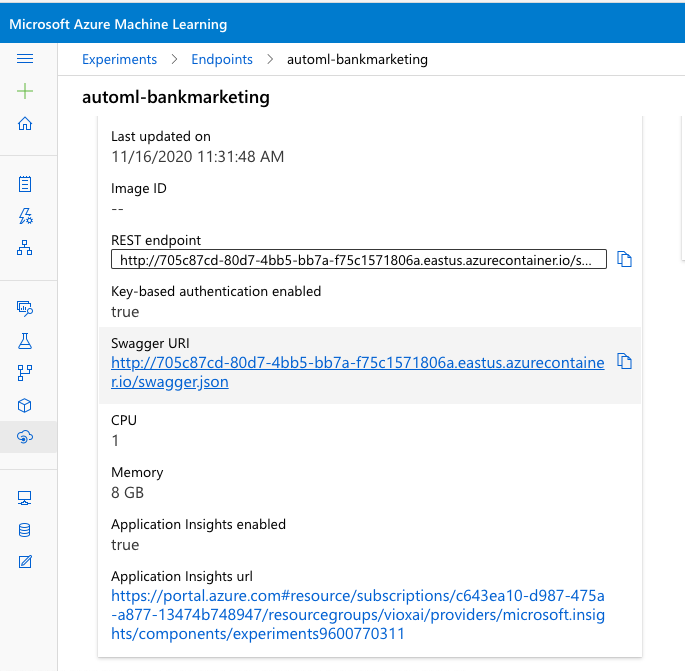 Microsoft Azure Machine Learning
Experiments > Endpoints > automl-bankmarketing
automl-bankmarketing
Last updated on
11/16/2020 11:31:48 AM
Image ID
--
REST endpoint
http://705c87cd-80d7-4bb5-bb7a-f75c1571806a.eastus.azurecontainer.io/s...
Key-based authentication enabled
true
Swagger URI
http://705c87cd-80d7-4bb5-bb7a-f75c1571806a.eastus.azurecontaine
r.io/swagger.json
CPU
1
Memory
8 GB
Application Insights enabled
true
Application Insights url
https://portal.azure.com#resource/subscriptions/c643ea10-d987-475a
-a877-13474b748947/resourcegroups/vioxai/providers/microsoft.insig
hts/components/experiments9600770311